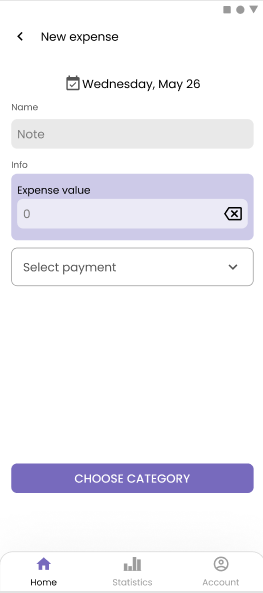 New expense
Wednesday, May 26
Name
Note
Info
Expense value
0
Select payment
CHOOSE CATEGORY
Home Statistics Account